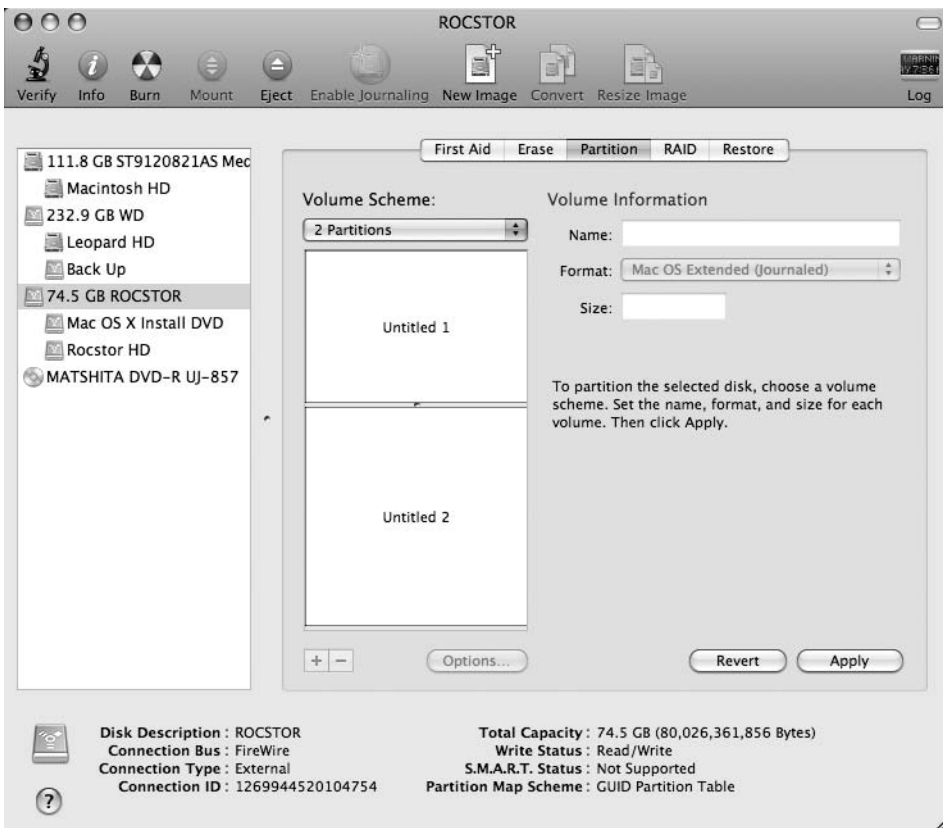 ROCSTOR
Verify Info Burn Mount Eject Enable Journaling New Image Convert Resize Image Log
First Aid Erase Partition RAID Restore
111.8 GB ST9120821AS Med
Macintosh HD
232.9 GB WD
Leopard HD
Back Up
74.5 GB ROCSTOR
Mac OS X Install DVD
Rocstor HD
MATSHITA DVD-R UJ-857
Volume Scheme:
2 Partitions
Untitled 1
Untitled 2
+ −
Options...
Volume Information
Name:
Format: Mac OS Extended (Journaled)
Size:
To partition the selected disk, choose a volume
scheme. Set the name, format, and size for each
volume. Then click Apply.
Revert Apply
Disk Description : ROCSTOR
Connection Bus : FireWire
Connection Type : External
Connection ID : 1269944520104754
Total Capacity : 74.5 GB (80,026,361,856 Bytes)
Write Status : Read/Write
S.M.A.R.T. Status : Not Supported
Partition Map Scheme : GUID Partition Table
?